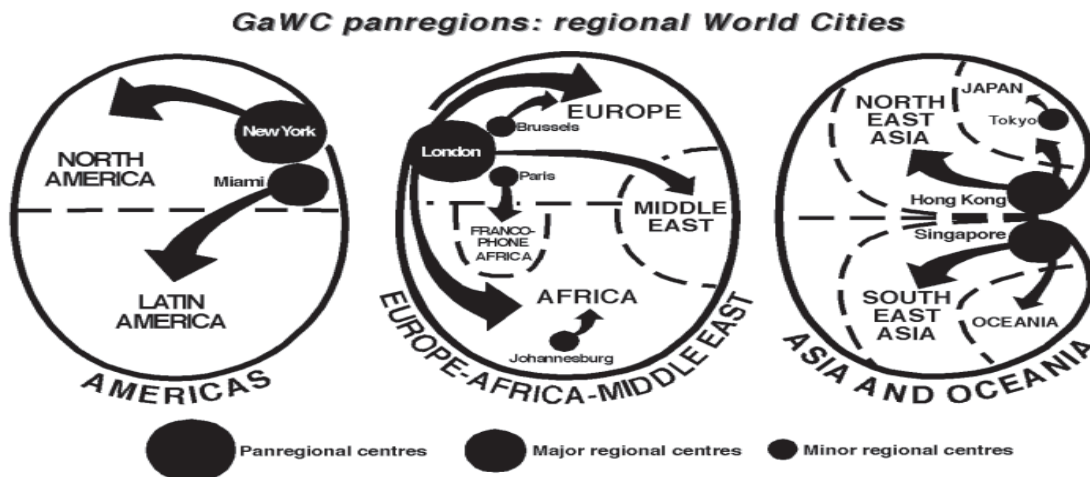 GaWC panregions: regional World Cities
New York
NORTH
AMERICA
Miami
LATIN
AMERICA
AMERICAS
EUROPE
Brussels
London
Paris
MIDDLE
EAST
FRANCO-
PHONE
AFRICA
AFRICA
Johannesburg
EUROPE-AFRICA-MIDDLE EAST
JAPAN
Tokyo
NORTH
EAST
ASIA
Hong Kong
Singapore
SOUTH
EAST
ASIA
OCEANIA
ASIA AND OCEANIA
Panregional centres
Major regional centres
Minor regional centres